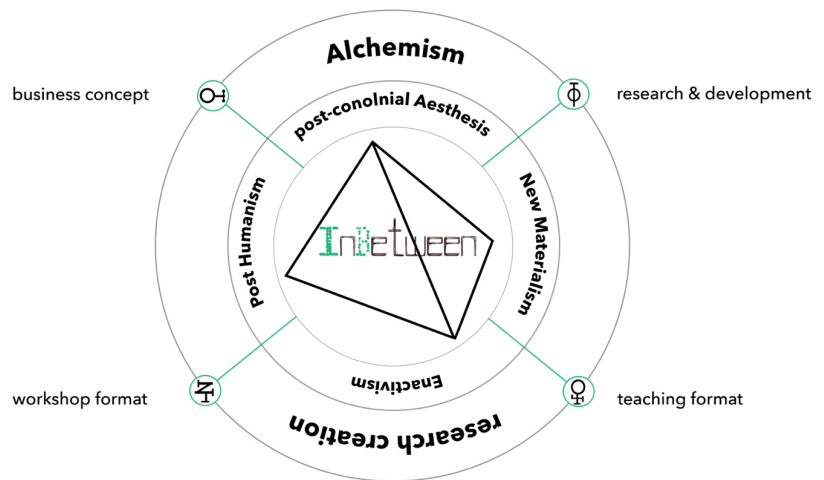 Alchemism
business concept
research & development
post-conolnial Aesthesis
Post Humanism
New Materialism
InBetween
Enactivism
workshop format
teaching format
research creation